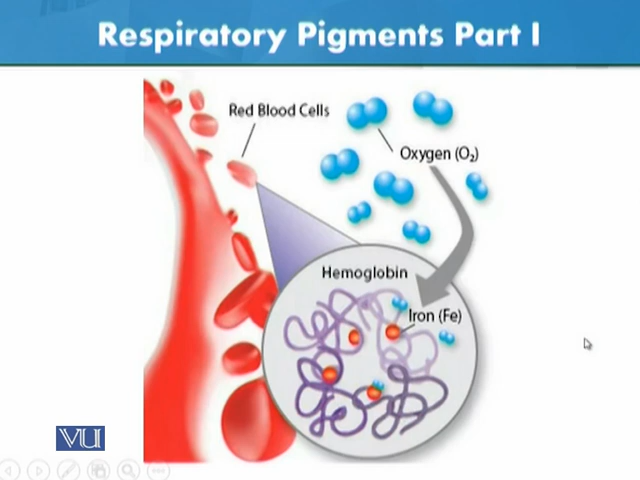 Respiratory Pigments Part I
Red Blood Cells
Oxygen (O₂)
Hemoglobin
Iron (Fe)
VU